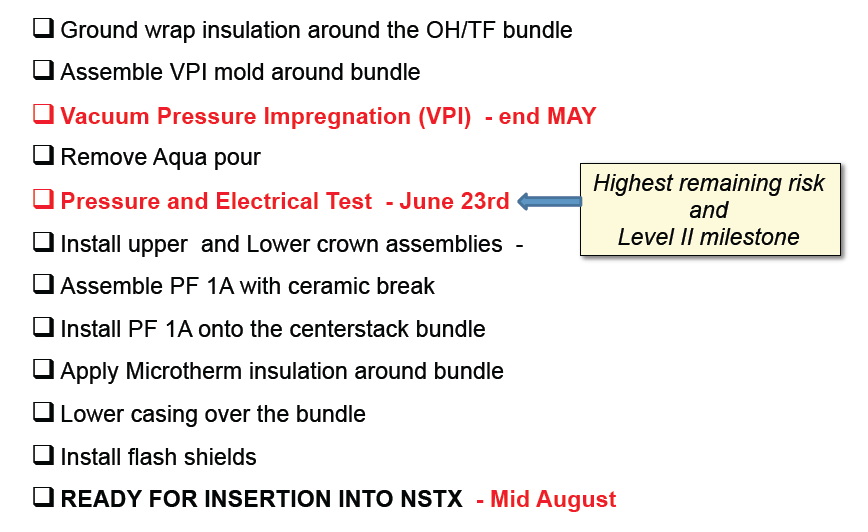 Ground wrap insulation around the OH/TF bundle
Assemble VPI mold around bundle
Vacuum Pressure Impregnation (VPI)  - end MAY
Remove Aqua pour
Pressure and Electrical Test  - June 23rd
Highest remaining risk
and
Level II milestone
Install upper  and Lower crown assemblies  -
Assemble PF 1A with ceramic break
Install PF 1A onto the centerstack bundle
Apply Microtherm insulation around bundle
Lower casing over the bundle
Install flash shields
READY FOR INSERTION INTO NSTX  - Mid August